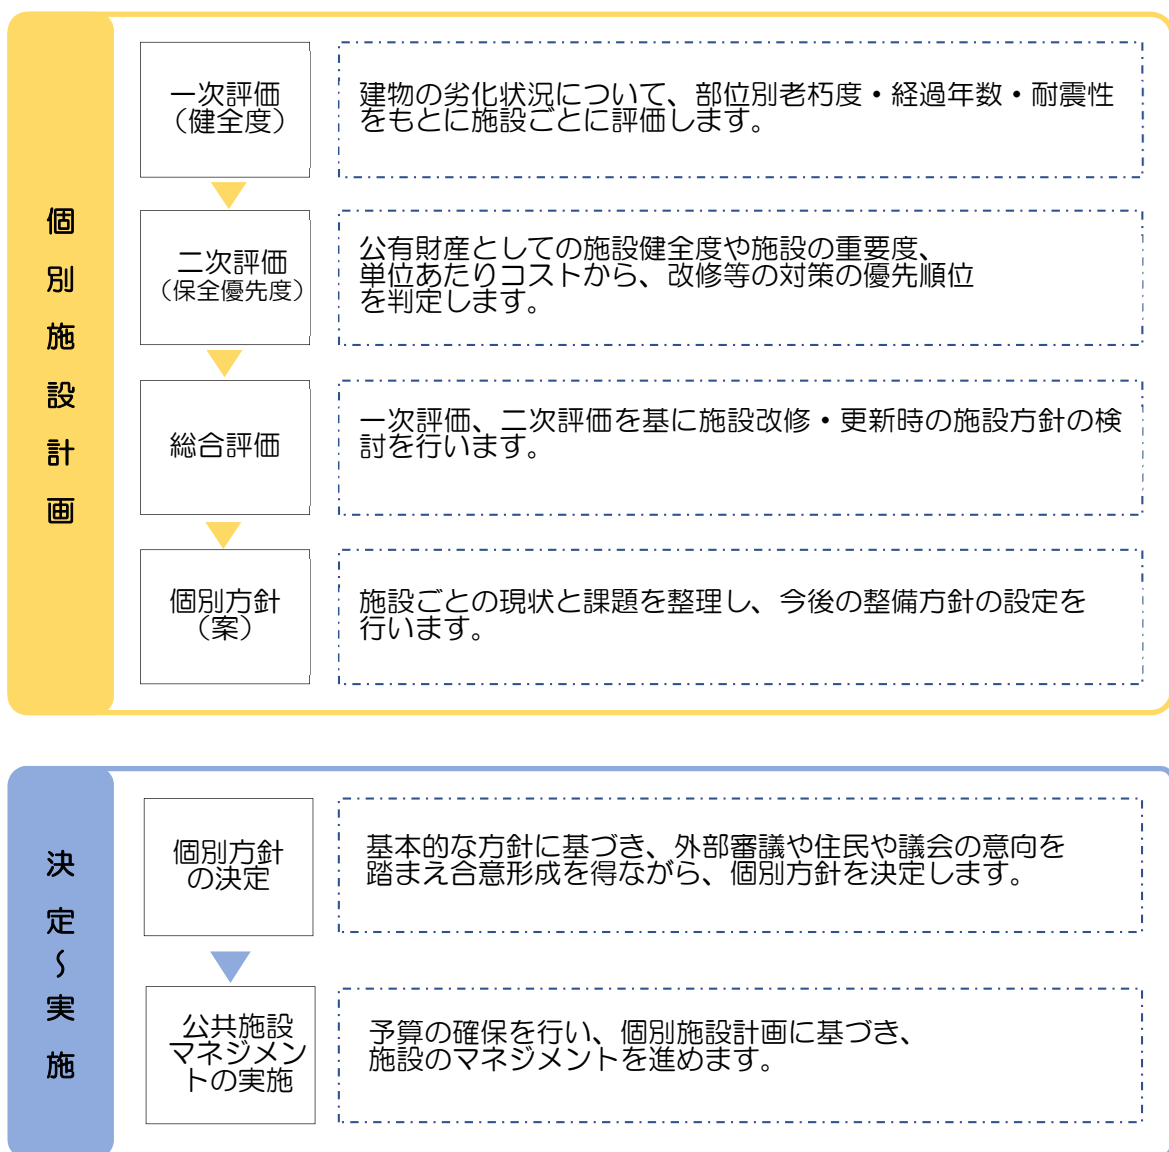 個別施設計画
一次評価
（健全度）
建物の劣化状況について、部位別老朽度・経過年数・耐震性
をもとに施設ごとに評価します。
二次評価
（保全優先度）
公有財産としての施設健全度や施設の重要度、
単位あたりコストから、改修等の対策の優先順位
を判定します。
総合評価
一次評価、二次評価を基に施設改修・更新時の施設方針の検
討を行います。
個別方針
（案）
施設ごとの現状と課題を整理し、今後の整備方針の設定を
行います。
決定～実施
個別方針
の決定
基本的な方針に基づき、外部審議や住民や議会の意向を
踏まえ合意形成を得ながら、個別方針を決定します。
公共施設
マネジメン
トの実施
予算の確保を行い、個別施設計画に基づき、
施設のマネジメントを進めます。